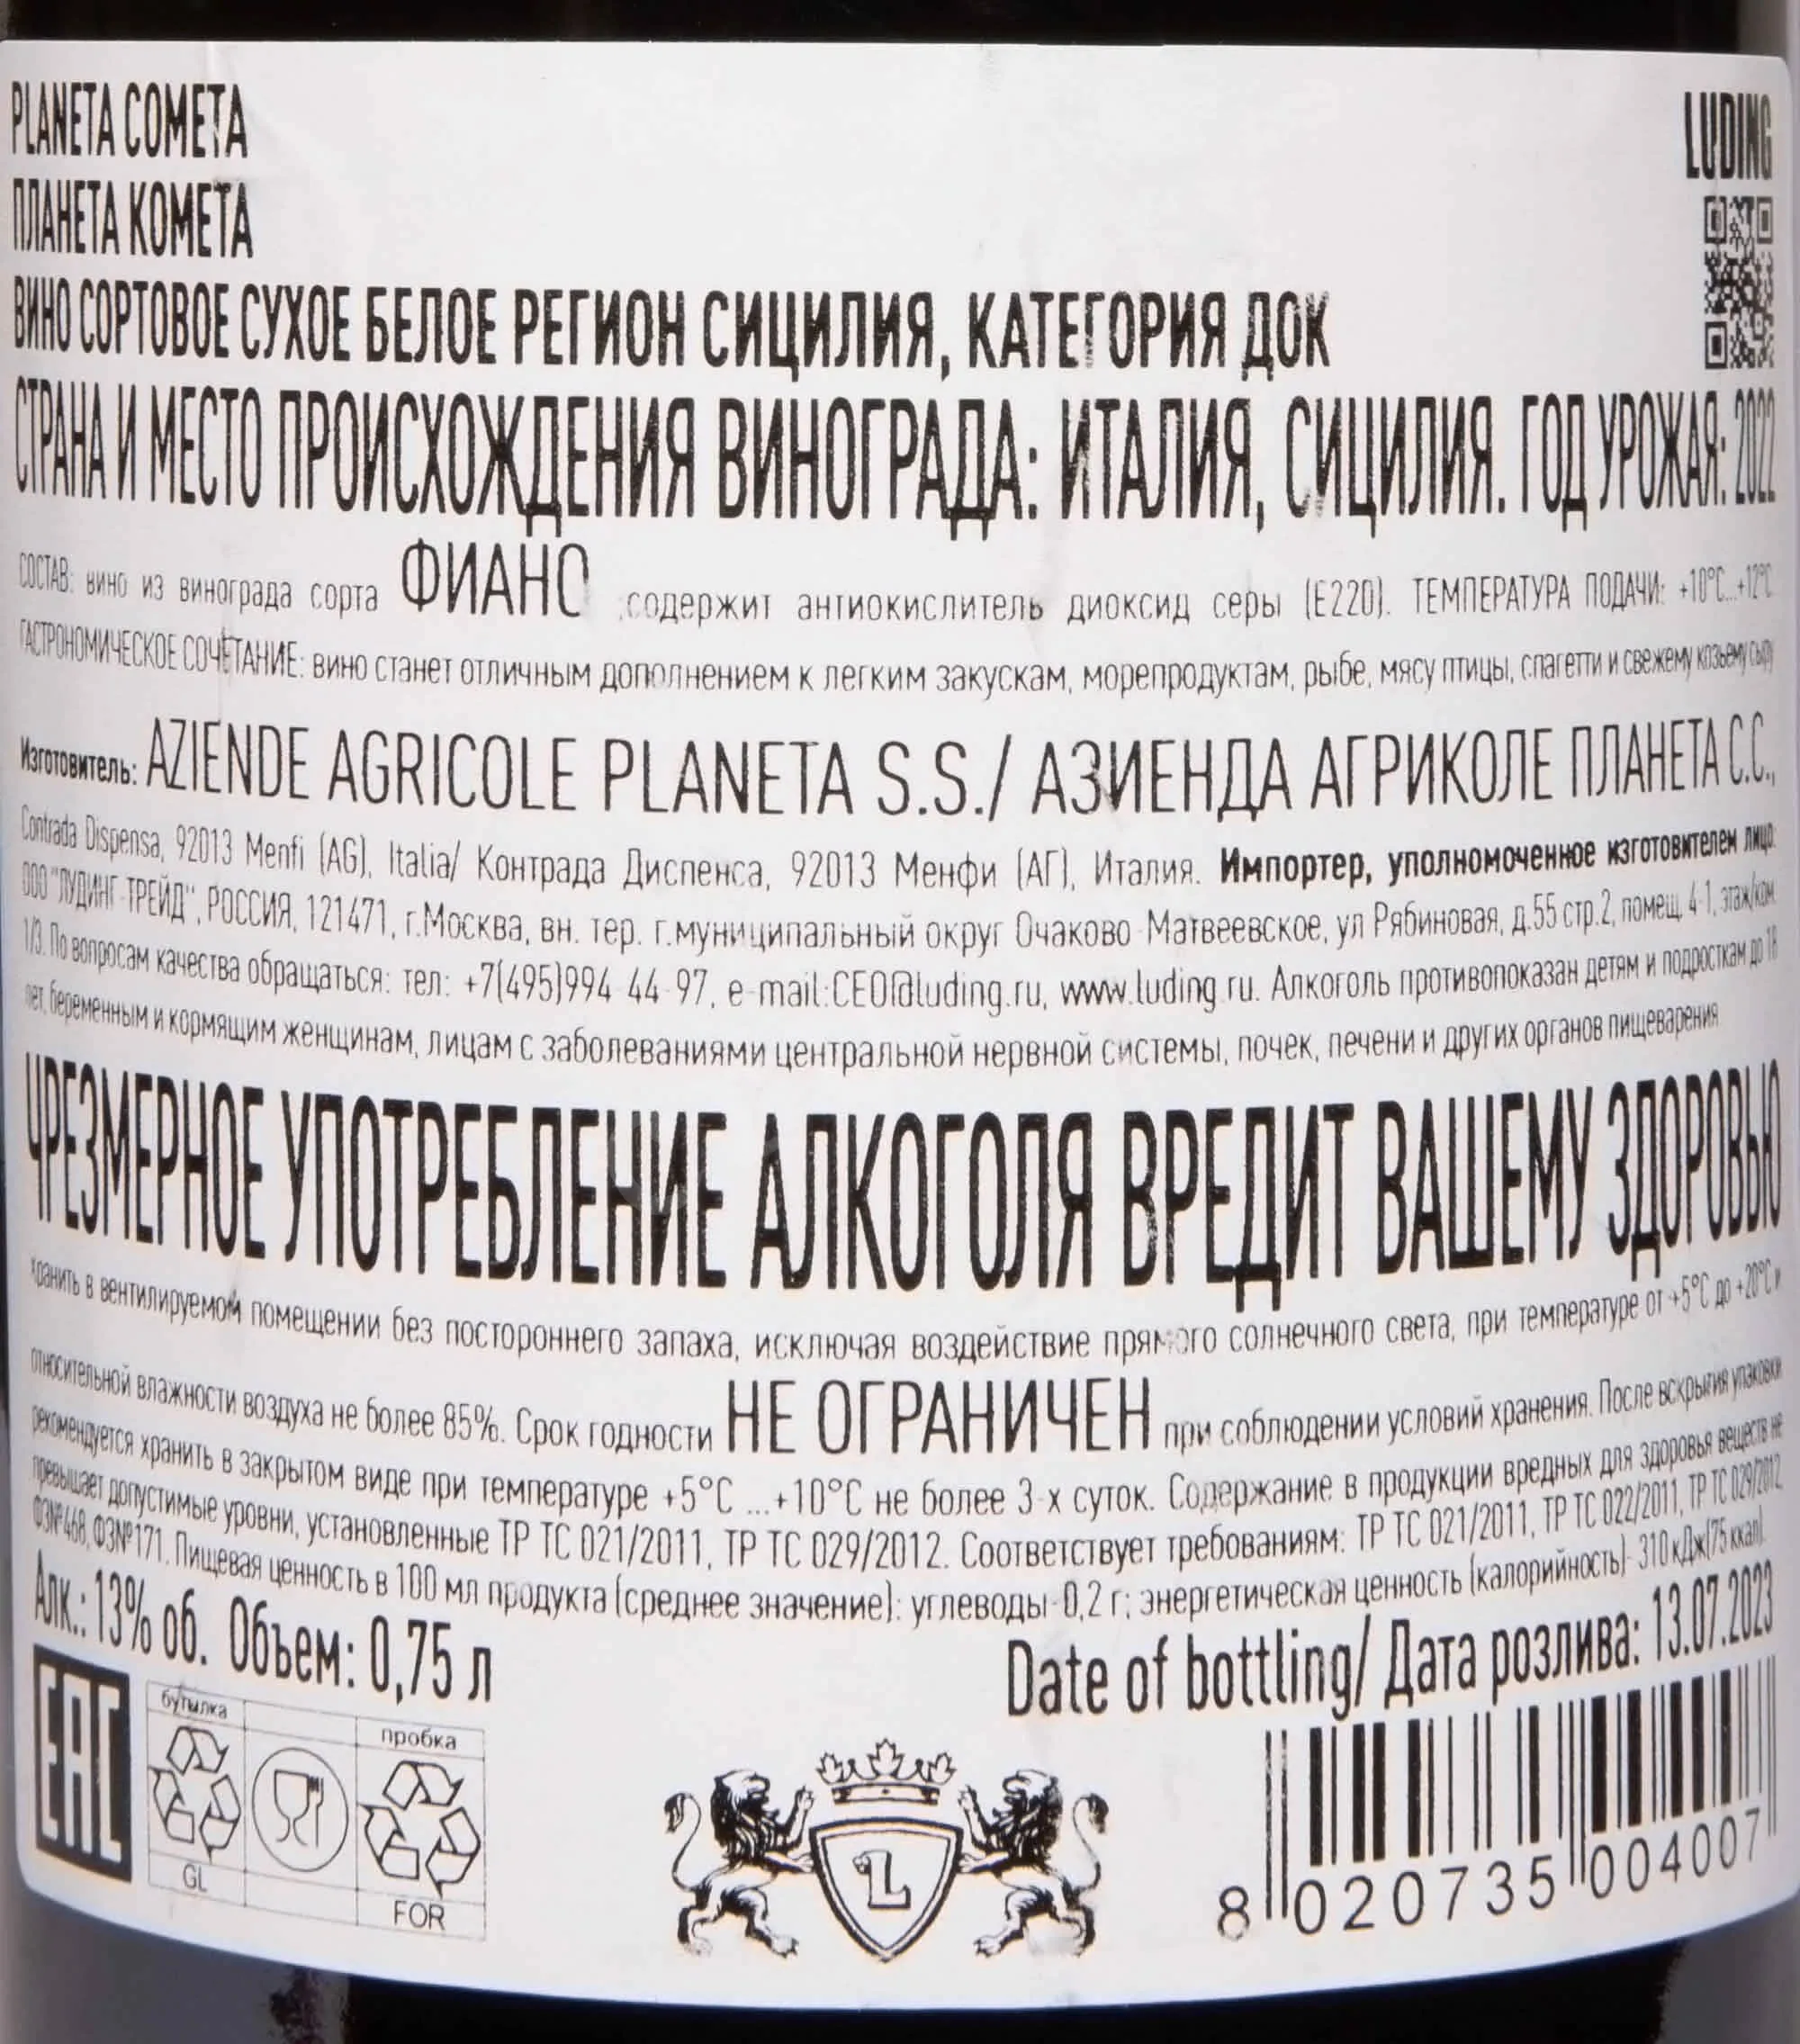 PLANETA COMETA
LUDING
ПЛАНЕТА КОМЕТА
ВИНО СОРТОВОЕ СУХОЕ БЕЛОЕ РЕГИОН СИЦИЛИЯ, КАТЕГОРИЯ ДОК
СТРАНА И МЕСТО ПРОИСХОЖДЕНИЯ ВИНОГРАДА: ИТАЛИЯ, СИЦИЛИЯ. ГОД УРОЖАЯ: 2022
СОСТАВ: вино из винограда сорта ФИАНО ,содержит антиокислитель диоксид серы (Е220). ТЕМПЕРАТУРА ПОДАЧИ: +10°С...+12°С
ГАСТРОНОМИЧЕСКОЕ СОЧЕТАНИЕ: вино станет отличным дополнением к легким закускам, морепродуктам, рыбе, мясу птицы, спагетти и свежему козьему сыру
Изготовитель: AZIENDE AGRICOLE PLANETA S.S./ АЗИЕНДА АГРИКОЛЕ ПЛАНЕТА С.С.,
Contrada Dispensa, 92013 Menfi (AG), Italia/ Контрада Диспенса, 92013 Менфи (АГ), Италия. Импортер, уполномоченное изготовителем лицо:
ООО "ЛУДИНГ-ТРЕЙД", РОССИЯ, 121471, г.Москва, вн. тер. г.муниципальный округ Очаково-Матвеевское, ул Рябиновая, д.55 стр.2, помещ. 4-1, этаж/ком.
1/3. По вопросам качества обращаться: тел: +7(495)994-44-97, e-mail:CEO@luding.ru, www.luding.ru. Алкоголь противопоказан детям и подросткам до 18
лет, беременным и кормящим женщинам, лицам с заболеваниями центральной нервной системы, почек, печени и других органов пищеварения
ЧРЕЗМЕРНОЕ УПОТРЕБЛЕНИЕ АЛКОГОЛЯ ВРЕДИТ ВАШЕМУ ЗДОРОВЬЮ
хранить в вентилируемом помещении без постороннего запаха, исключая воздействие прямого солнечного света, при температуре от +5°С до +20°С и
относительной влажности воздуха не более 85%. Срок годности НЕ ОГРАНИЧЕН при соблюдении условий хранения. После вскрытия упаковки
рекомендуется хранить в закрытом виде при температуре +5°С ...+10°С не более 3-х суток. Содержание в продукции вредных для здоровья веществ не
превышает допустимые уровни, установленные ТР ТС 021/2011, ТР ТС 029/2012. Соответствует требованиям: ТР ТС 021/2011, ТР ТС 022/2011, ТР ТС 029/2012,
ФЗ№468, ФЗ№171. Пищевая ценность в 100 мл продукта (среднее значение): углеводы-0,2 г; энергетическая ценность (калорийность)-310кДж(75ккал).
Алк.: 13% об. Объем: 0,75 л
Date of bottling/ Дата розлива: 13.07.2023
EAC
бутылка
пробка
GL
FOR
L
8 020735 004007